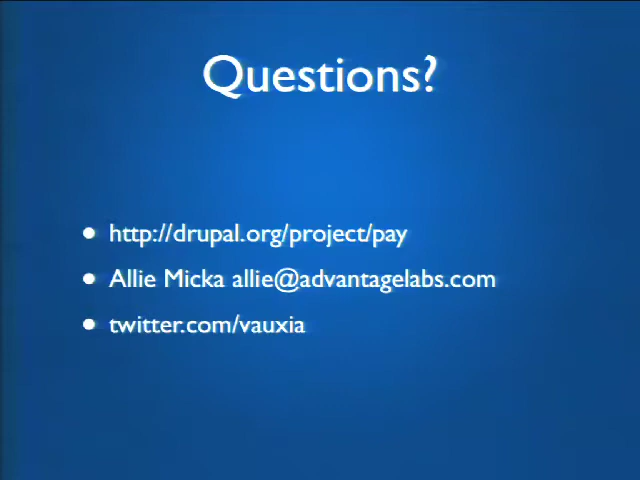 Questions?
• http://drupal.org/project/pay
• Allie Micka allie@advantagelabs.com
• twitter.com/vauxia